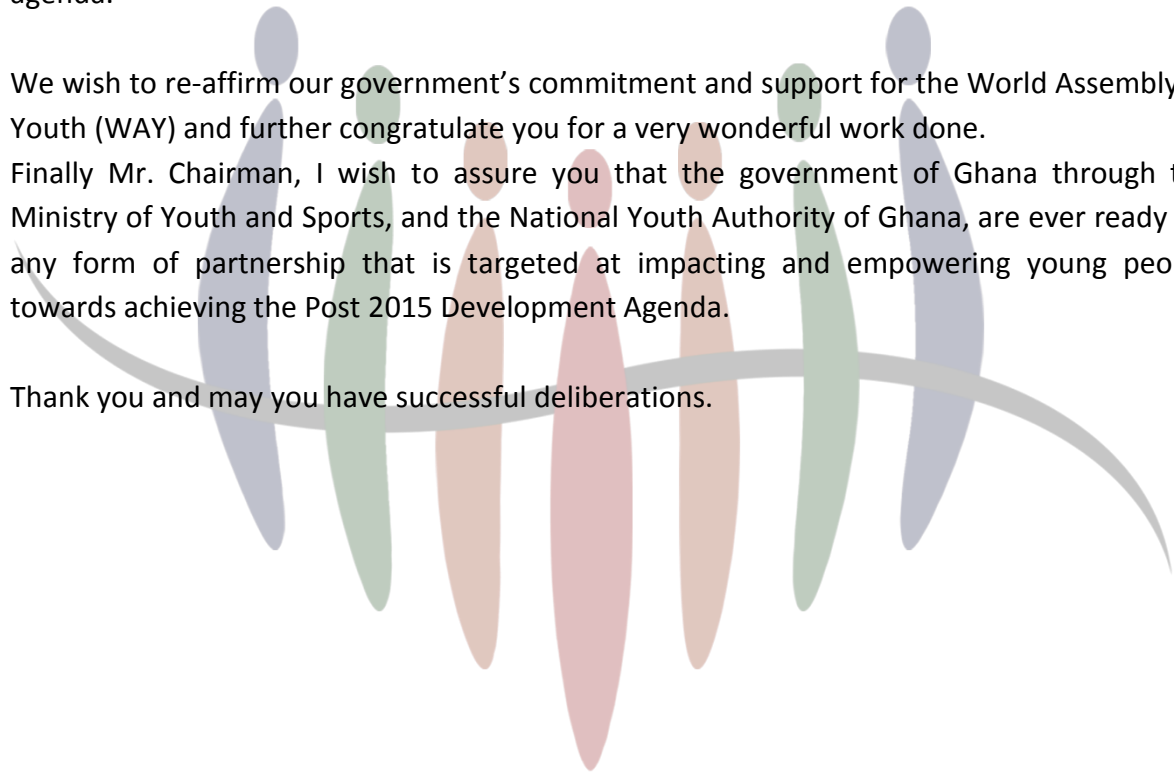 agenda.
We wish to re-affirm our government’s commitment and support for the World Assembly
Youth (WAY) and further congratulate you for a very wonderful work done.
Finally Mr. Chairman, I wish to assure you that the government of Ghana through
Ministry of Youth and Sports, and the National Youth Authority of Ghana, are ever ready
any form of partnership that is targeted at impacting and empowering young peo
towards achieving the Post 2015 Development Agenda.
Thank you and may you have successful deliberations.